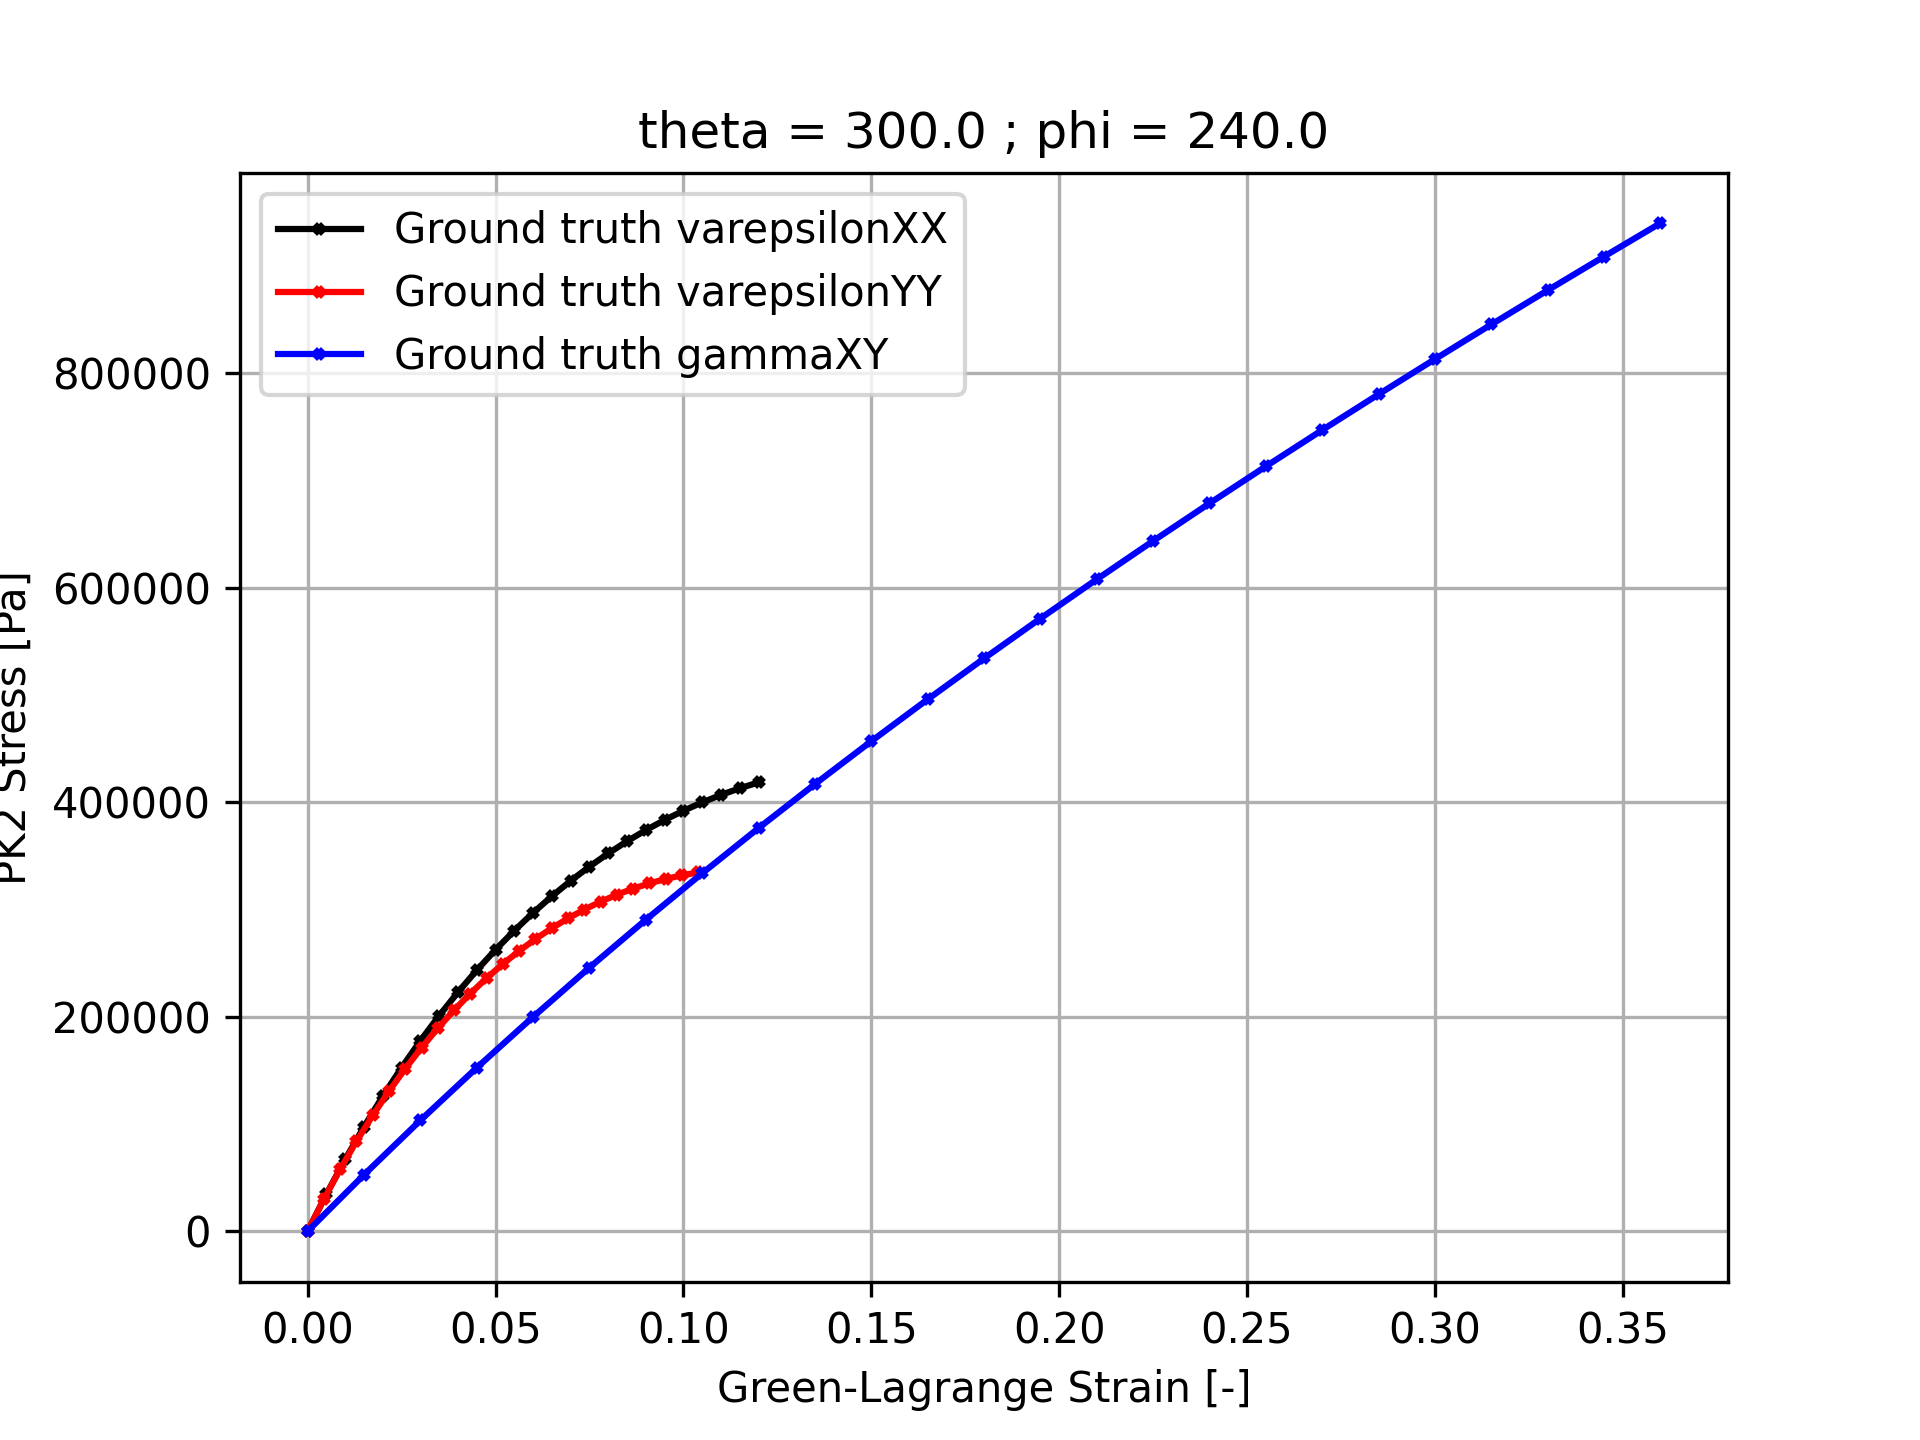 theta = 300.0 ; phi = 240.0
Ground truth varepsilonXX
Ground truth varepsilonYY
Ground truth gammaXY
800000
600000
400000
200000
0
PK2 Stress [Pa]
0.00 0.05 0.10 0.15 0.20 0.25 0.30 0.35
Green-Lagrange Strain [-]